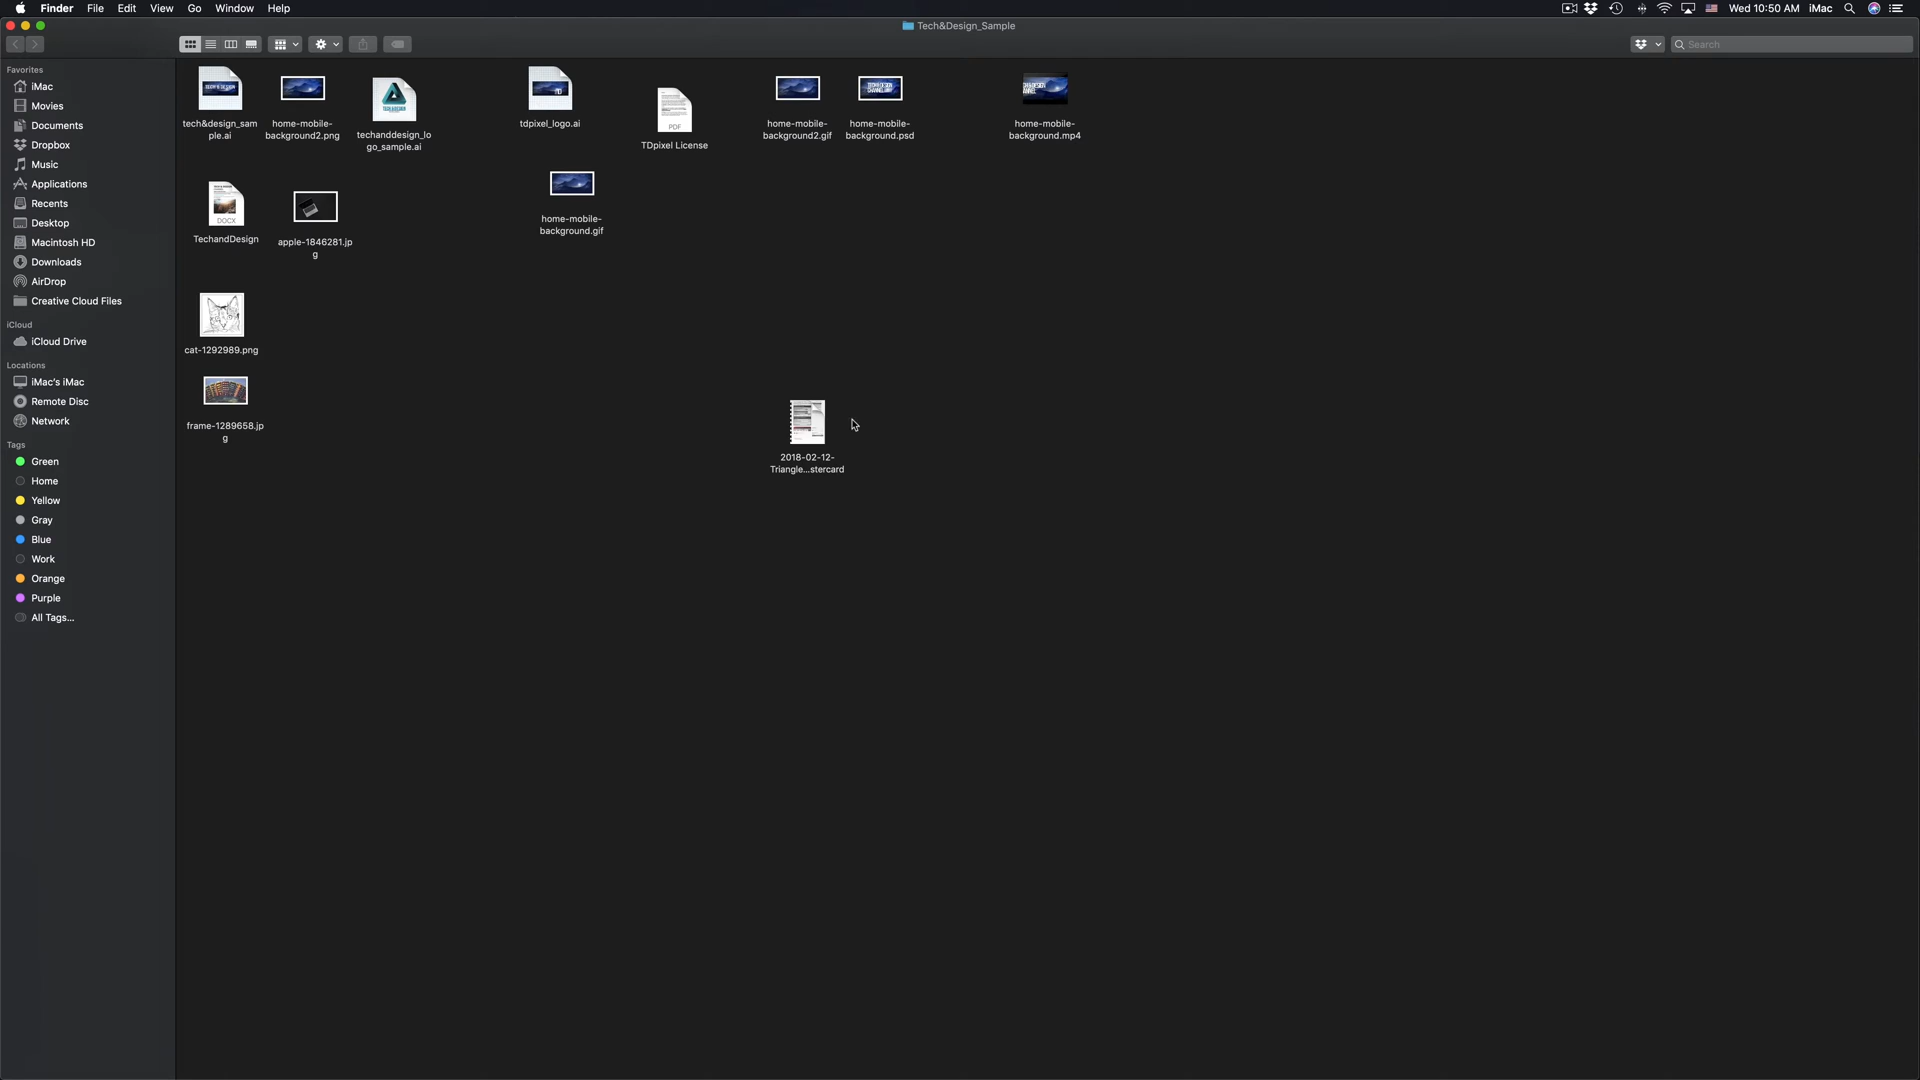 Finder File Edit View Go Window Help
Wed 10:50 AM iMac
Tech&Design_Sample
Search
Favorites
iMac
Movies
Documents
Dropbox
Music
Applications
Recents
Desktop
Macintosh HD
Downloads
AirDrop
Creative Cloud Files
iCloud
iCloud Drive
Locations
iMac's iMac
Remote Disc
Network
Tags
Green
Home
Yellow
Gray
Blue
Work
Orange
Purple
All Tags...
tech&design_sam
ple.ai
home-mobile-
background2.png
techanddesign_lo
go_sample.ai
tdpixel_logo.ai
PDF
TDpixel License
home-mobile-
background2.gif
home-mobile-
background.psd
home-mobile-
background.mp4
DOCX
TechandDesign
apple-1846281.jp
g
home-mobile-
background.gif
cat-1292989.png
frame-1289658.jp
g
2018-02-12-
Triangle...stercard